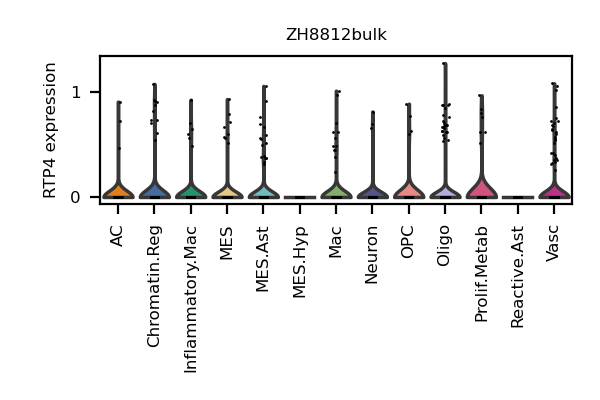 ZH8812bulk
RTP4 expression
1
0
AC
Chromatin.Reg
Inflammatory.Mac
MES
MES.Ast
MES.Hyp
Mac
Neuron
OPC
Oligo
Prolif.Metab
Reactive.Ast
Vasc